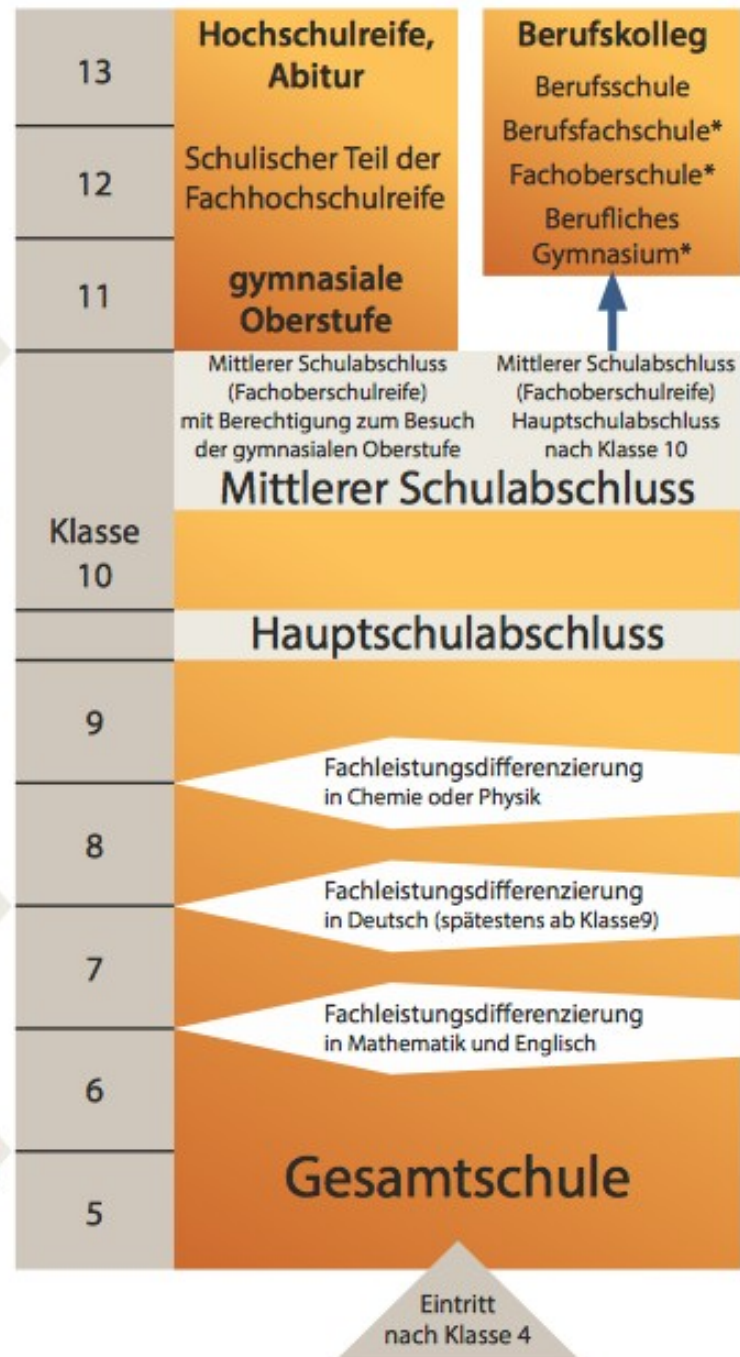 13
Hochschulreife,
Abitur
12
Schulischer Teil der
Fachhochschulreife
11
gymnasiale
Oberstufe
Berufskolleg
Berufsschule
Berufsfachschule*
Fachoberschule*
Berufliches
Gymnasium*
Mittlerer Schulabschluss
(Fachoberschulreife)
mit Berechtigung zum Besuch
der gymnasialen Oberstufe
Mittlerer Schulabschluss
(Fachoberschulreife)
Hauptschulabschluss
nach Klasse 10
Mittlerer Schulabschluss
Klasse
10
Hauptschulabschluss
9
Fachleistungsdifferenzierung
in Chemie oder Physik
8
Fachleistungsdifferenzierung
in Deutsch (spätestens ab Klasse9)
7
Fachleistungsdifferenzierung
in Mathematik und Englisch
6
Gesamtschule
5
Eintritt
nach Klasse 4